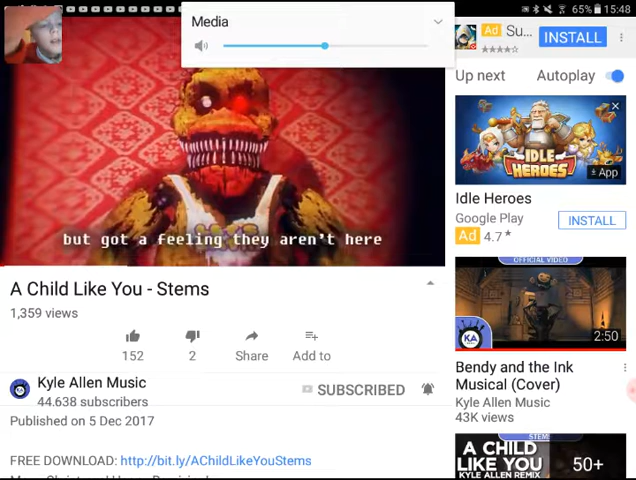 65% 15:48
Media
Ad Su... INSTALL
Up next Autoplay
IDLE
HEROES
App
but got a feeling they aren't here
Idle Heroes
Google Play
INSTALL
Ad 4.7
A Child Like You - Stems
1,359 views
152 2 Share Add to
OFFICIAL VIDEO
KA
2:50
Bendy and the Ink
Musical (Cover)
Kyle Allen Music
43K views
Kyle Allen Music
44.638 subscribers
SUBSCRIBED
Published on 5 Dec 2017
FREE DOWNLOAD: http://bit.ly/AChildLikeYouStems
STEMS
A CHILD
LIKE YOU
KYLE ALLEN REMIX
50+